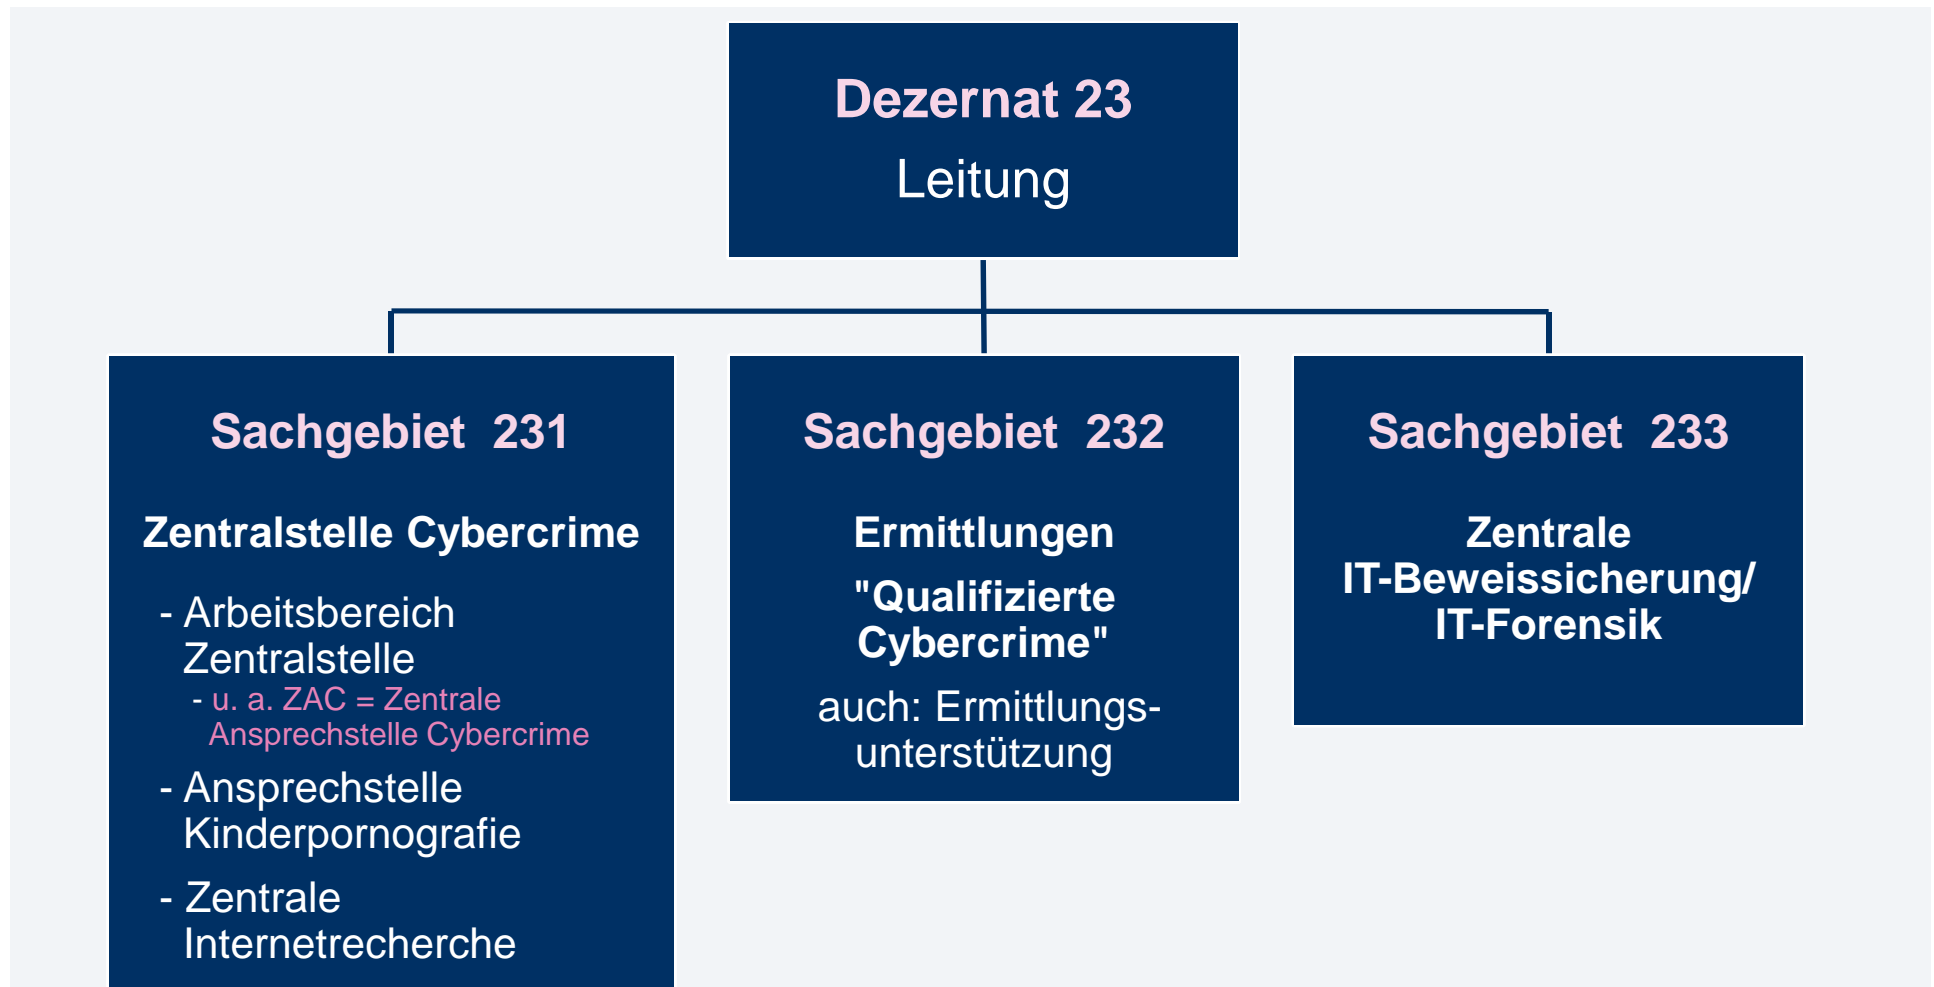 Dezernat 23
Leitung
Sachgebiet  231
Zentralstelle Cybercrime
- Arbeitsbereich
Zentralstelle
- u. a. ZAC = Zentrale
Ansprechstelle Cybercrime
- Ansprechstelle
Kinderpornografie
- Zentrale
Internetrecherche
Sachgebiet  232
Ermittlungen
"Qualifizierte
Cybercrime"
auch: Ermittlungs-
unterstützung
Sachgebiet  233
Zentrale
IT-Beweissicherung/
IT-Forensik